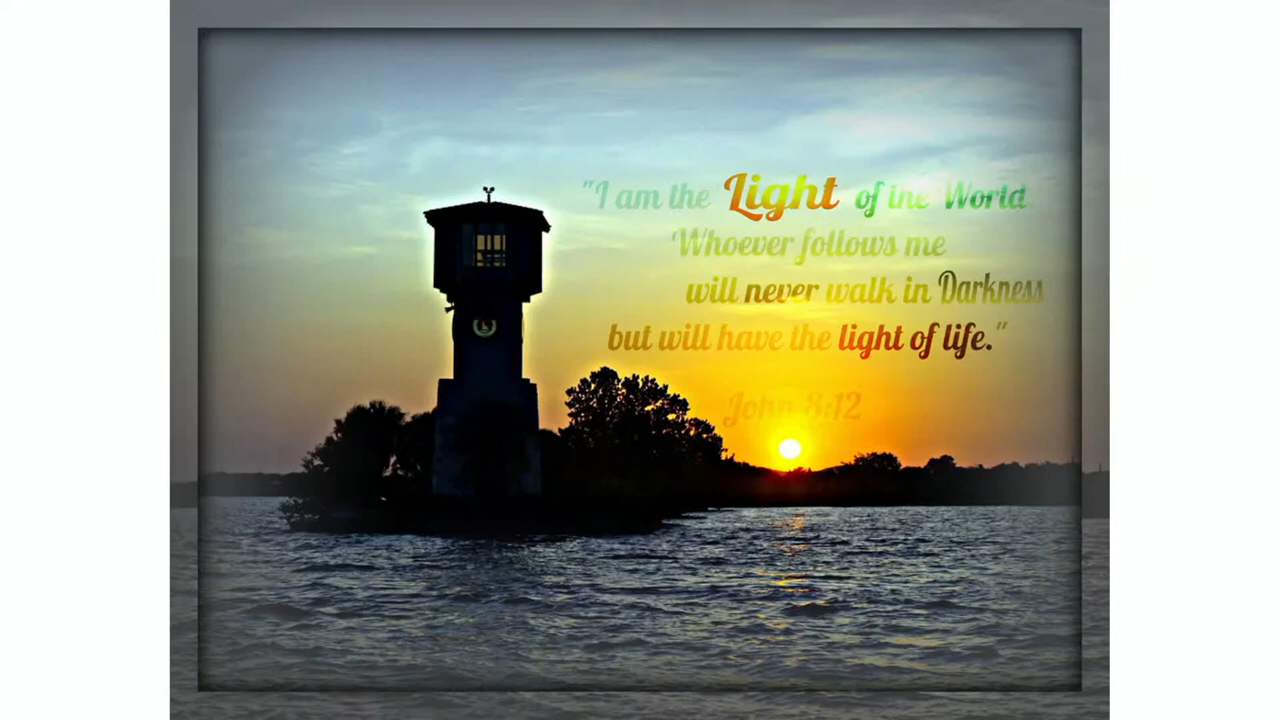 "I am the Light of the World
Whoever follows me
will never walk in Darkness
but will have the light of life."
John 8:12